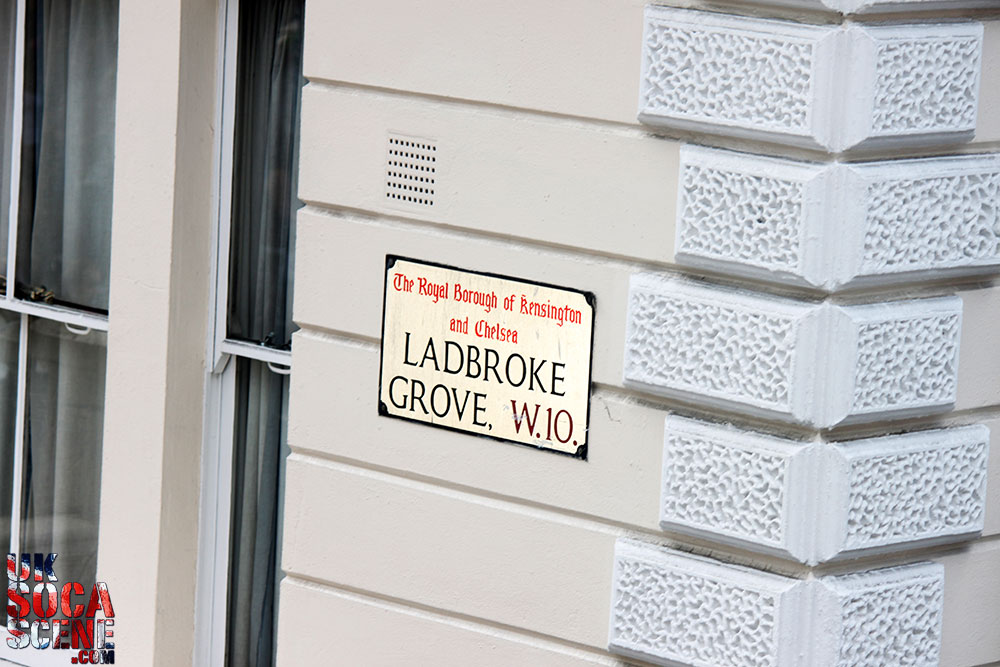 The Royal Borough of Kensington
and Chelsea
LADBROKE
GROVE, W.10.
UK
SOCA
SCENE
.COM